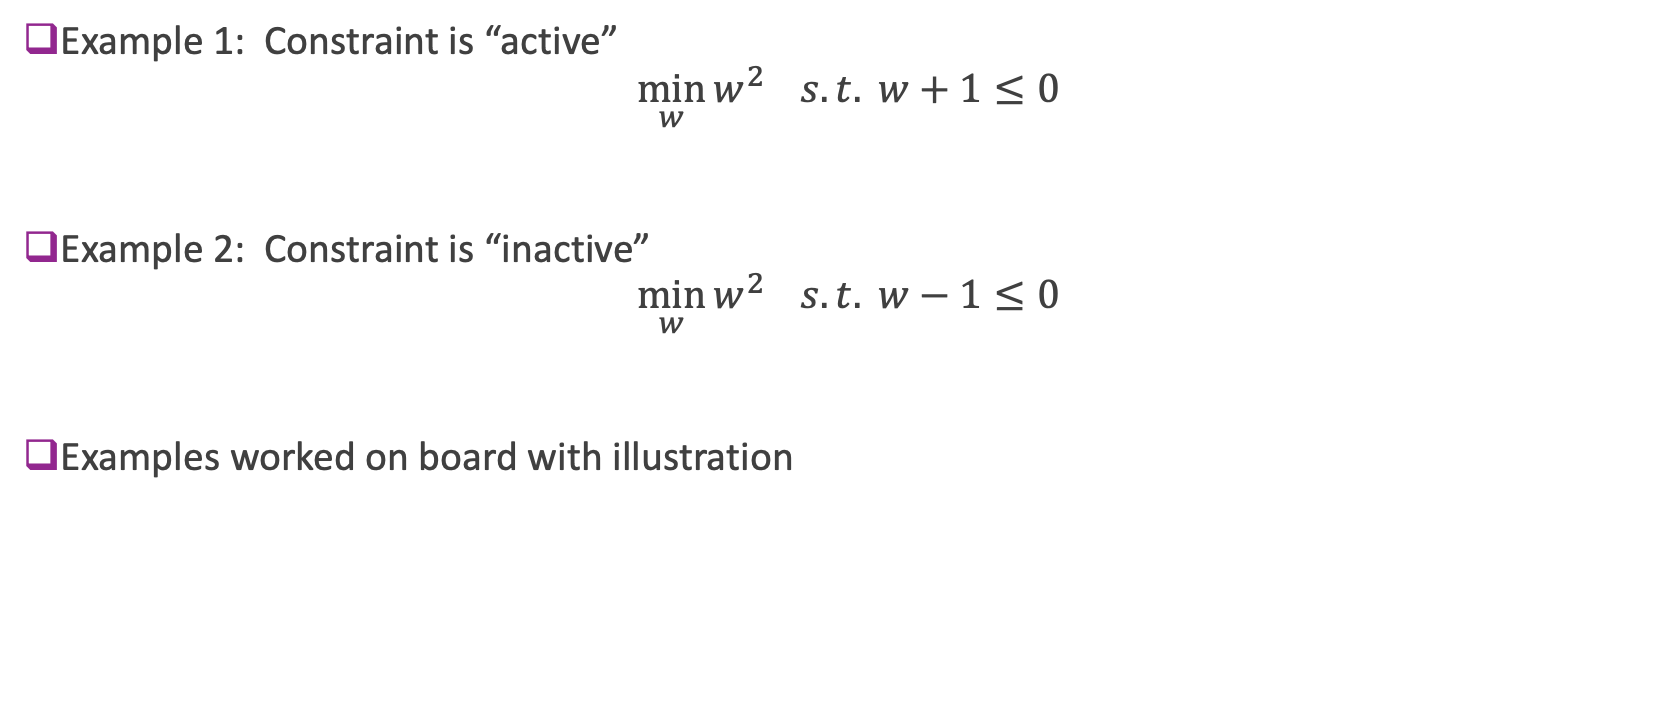 ❑Example 1: Constraint is “active”
min w² s.t. w + 1 ≤ 0
w
❑Example 2: Constraint is “inactive”
min w² s.t. w − 1 ≤ 0
w
❑Examples worked on board with illustration